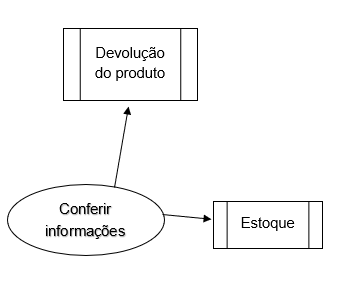 Devolução
do produto
Conferir
informações
Estoque